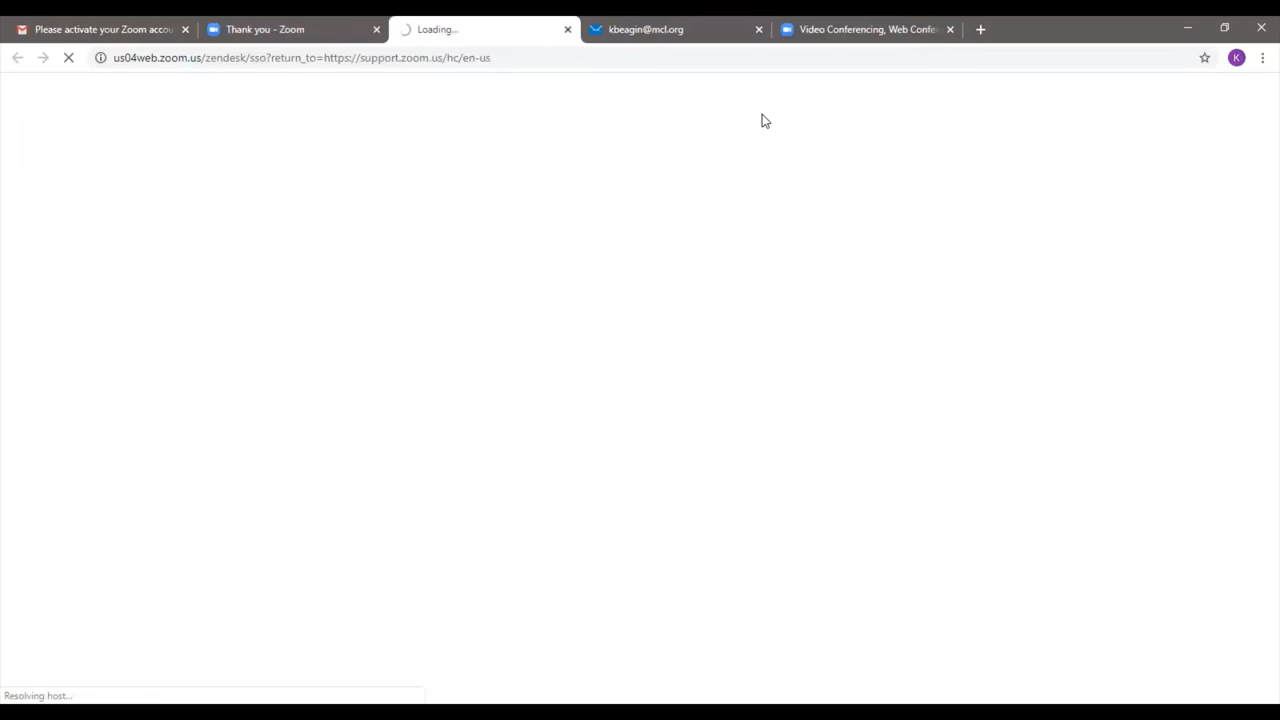 Please activate your Zoom accou
Thank you - Zoom
Loading...
kbeagin@mcl.org
Video Conferencing, Web Confe
us04web.zoom.us/zendesk/sso?return_to=https://support.zoom.us/hc/en-us
K
Resolving host...